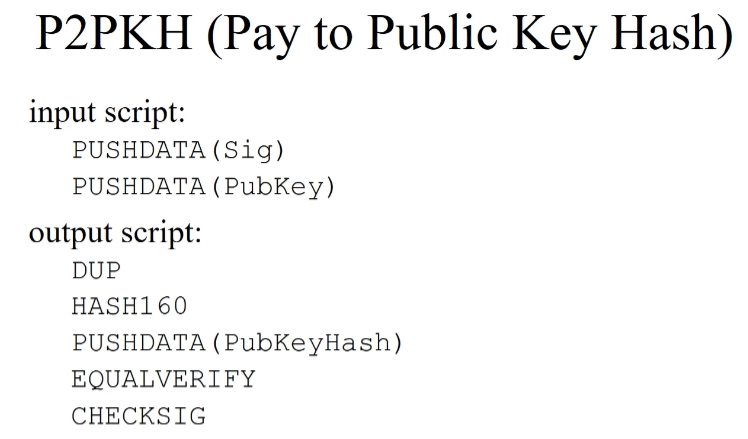 P2PKH (Pay to Public Key Hash)
input script:
PUSHDATA(Sig)
PUSHDATA(PubKey)
output script:
DUP
HASH160
PUSHDATA(PubKeyHash)
EQUALVERIFY
CHECKSIG